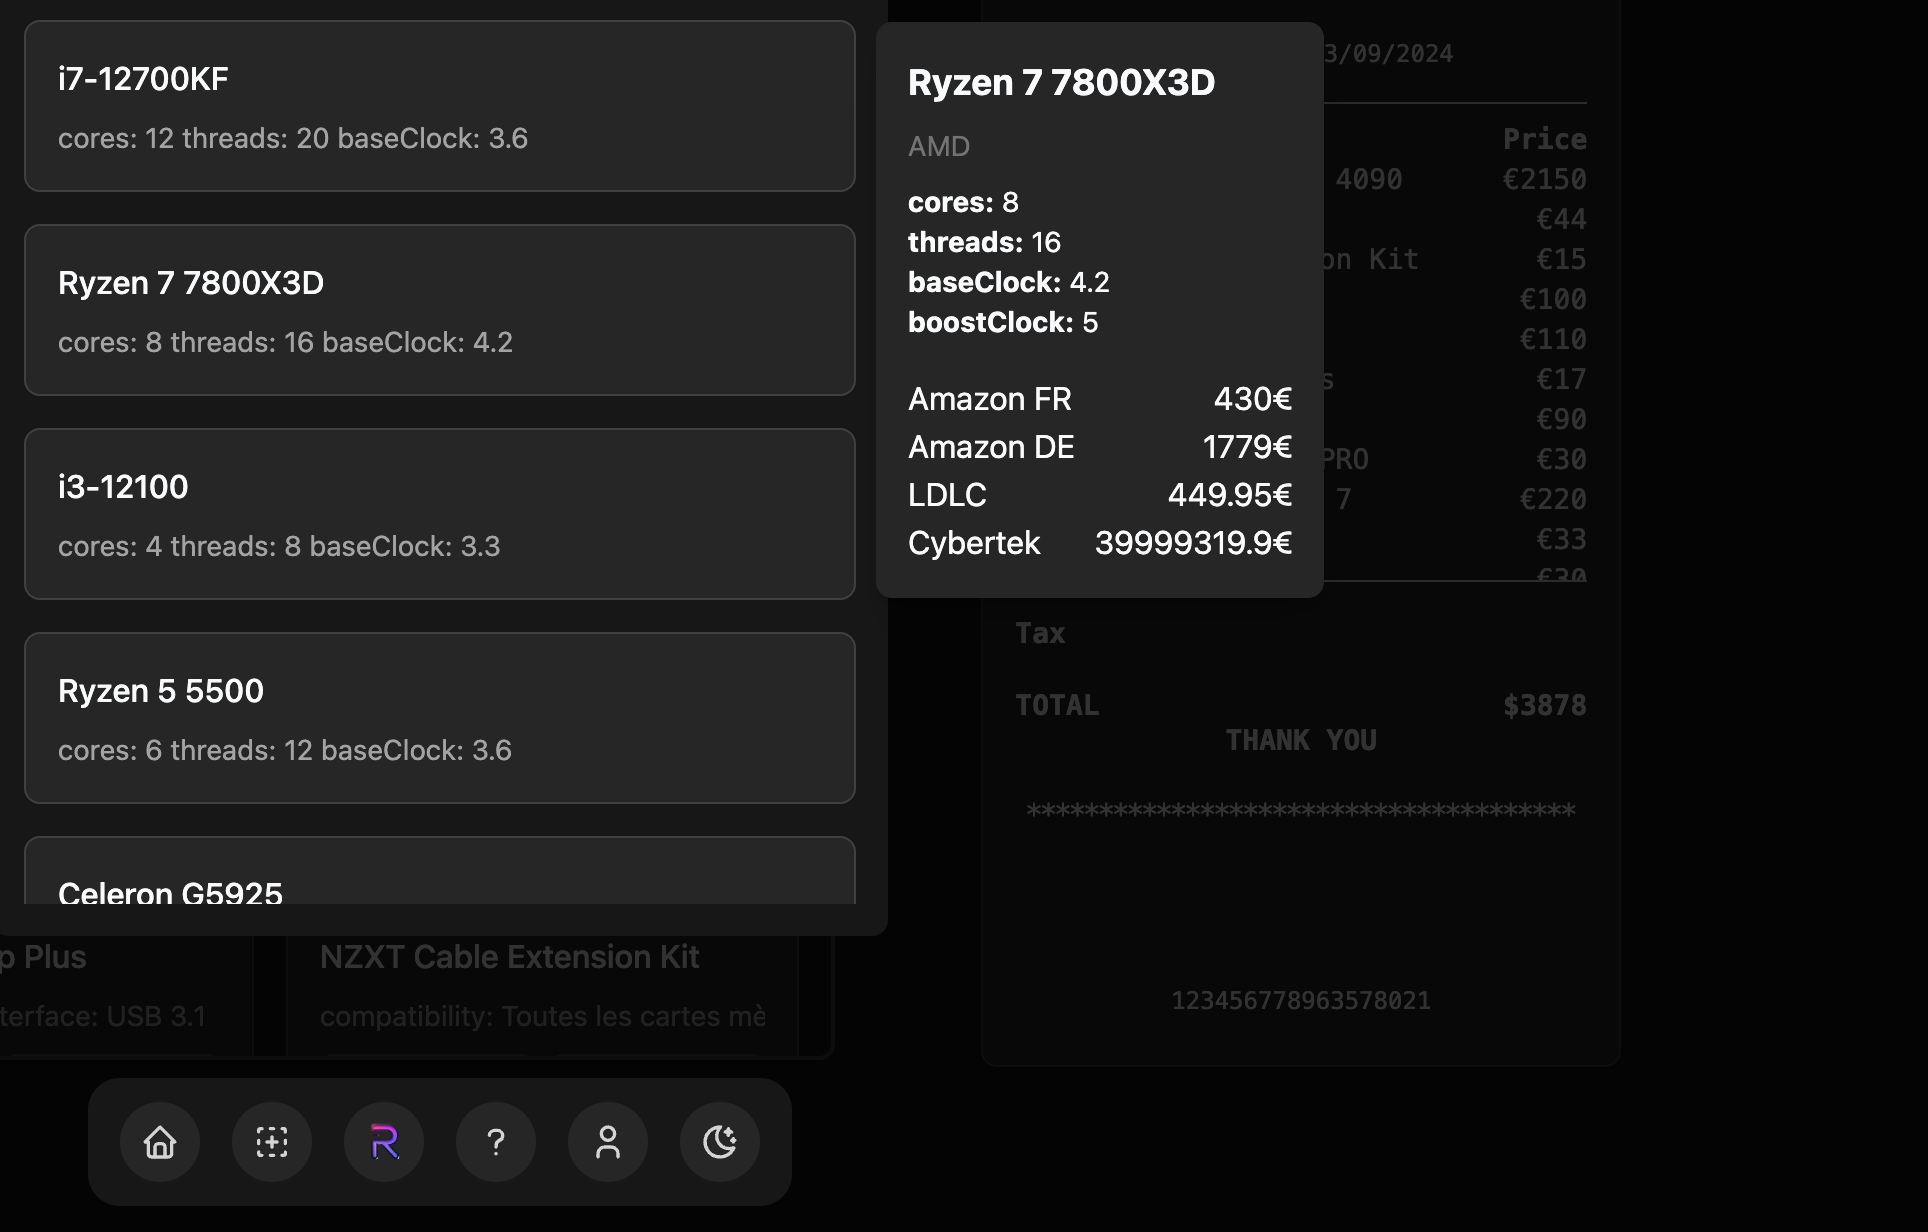 i7-12700KF
cores: 12 threads: 20 baseClock: 3.6
Ryzen 7 7800X3D
cores: 8 threads: 16 baseClock: 4.2
i3-12100
cores: 4 threads: 8 baseClock: 3.3
Ryzen 5 5500
cores: 6 threads: 12 baseClock: 3.6
Celeron G5925
Ryzen 7 7800X3D
AMD
cores: 8
threads: 16
baseClock: 4.2
boostClock: 5
Amazon FR 430€
Amazon DE 1779€
LDLC 449.95€
Cybertek 39999319.9€
3/09/2024
Price
4090 €2150
€44
on Kit €15
€100
€110
s €17
€90
PRO €30
7 €220
€33
€30
Tax
TOTAL $3878
THANK YOU
**************************************
123456778963578021
p Plus
terface: USB 3.1
NZXT Cable Extension Kit
compatibility: Toutes les cartes mè
R
?